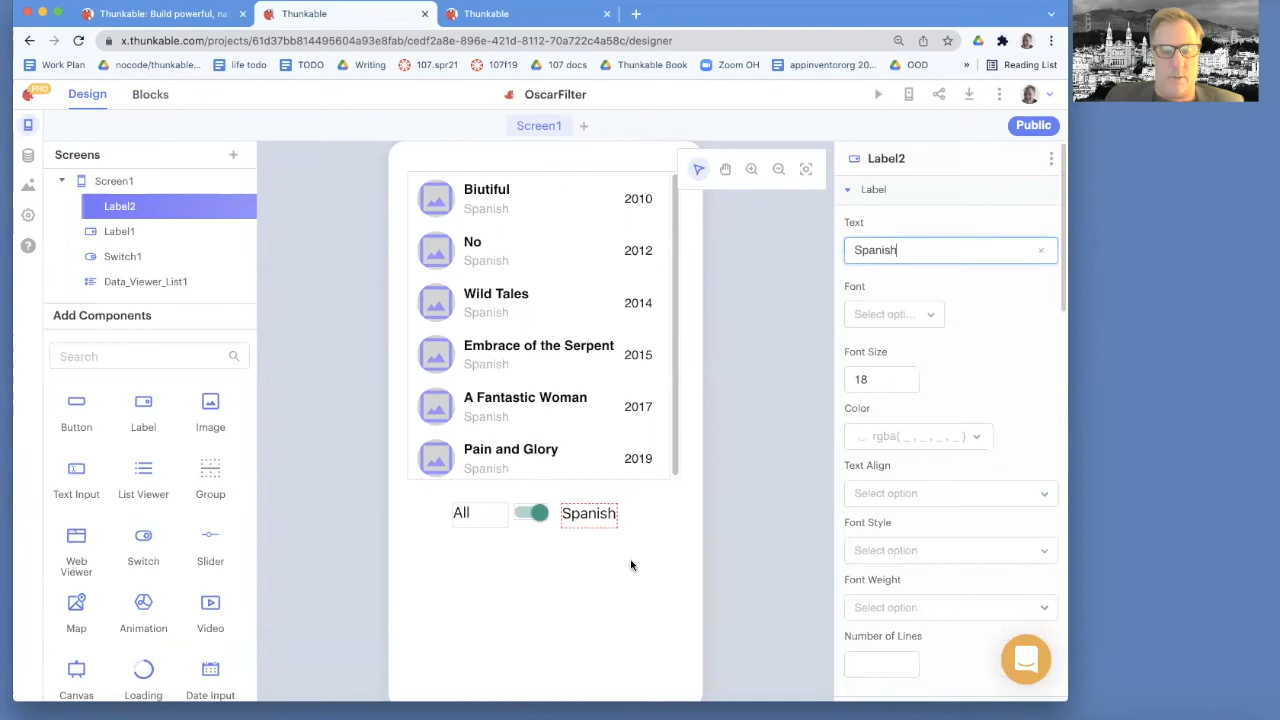 Thunkable: Build powerful, na
Thunkable
Thunkable
x.thunkable.com/projects/61d37bb814495604a93e8fab/cedf2a8e-896e-421d-9112-70a722c4a58c/designer
Work Plan
nocode/thunkable...
life todo
TODO
Writing
107.spr21
107f19
107 docs
Thunkable Book
Zoom OH
appinventororg 20...
OOD
»
Reading List
PRO
Design
Blocks
OscarFilter
Screen1
Public
Screens
Screen1
Label2
Label1
Switch1
Data_Viewer_List1
Add Components
Search
Button
Label
Image
Text Input
List Viewer
Group
Web Viewer
Switch
Slider
Map
Animation
Video
Canvas
Loading
Date Input
Biutiful
Spanish
2010
No
Spanish
2012
Wild Tales
Spanish
2014
Embrace of the Serpent
Spanish
2015
A Fantastic Woman
Spanish
2017
Pain and Glory
Spanish
2019
All
Spanish
Label2
Label
Text
Spanish
Font
Select opti...
Font Size
18
Color
_ rgba( _ , _ , _ , _ )
Text Align
Select option
Font Style
Select option
Font Weight
Select option
Number of Lines